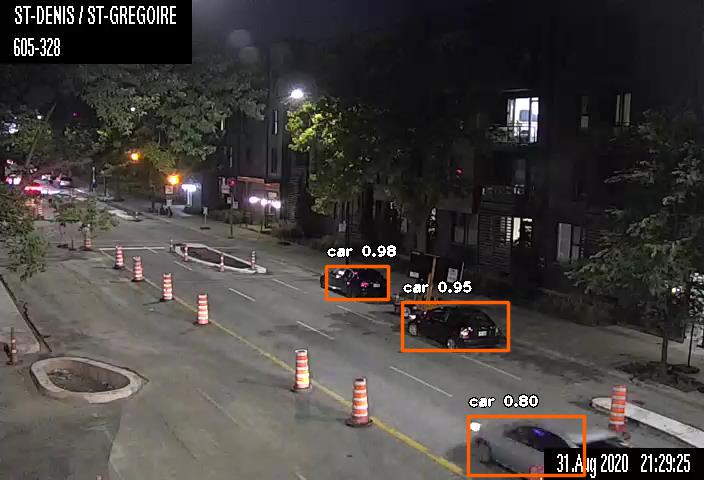 ST-DENIS / ST-GREGOIRE
605-328
car 0.98
car 0.95
car 0.80
31.Aug 2020 21:29:25